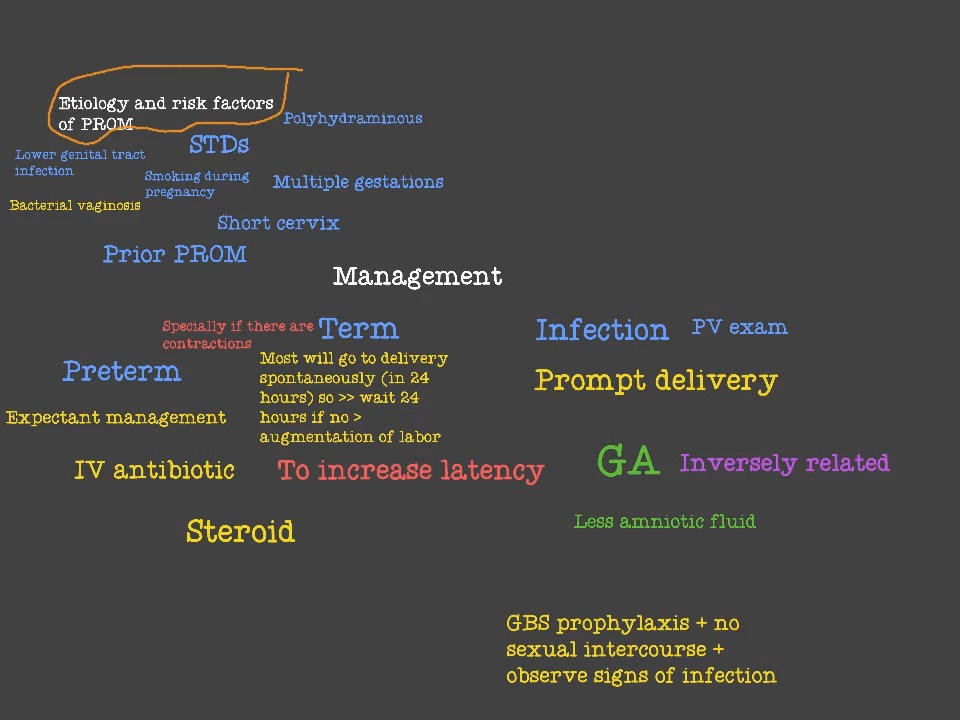 Etiology and risk factors
of PROM
Polyhydraminous
STDs
Lower genital tract
infection
Smoking during
pregnancy
Multiple gestations
Bacterial vaginosis
Short cervix
Prior PROM
Management
Specially if there are
contractions
Term
Infection
PV exam
Preterm
Most will go to delivery
spontaneously (in 24
hours) so >> wait 24
hours if no >
augmentation of labor
Prompt delivery
Expectant management
IV antibiotic
To increase latency
GA
Inversely related
Steroid
Less amniotic fluid
GBS prophylaxis + no
sexual intercourse +
observe signs of infection